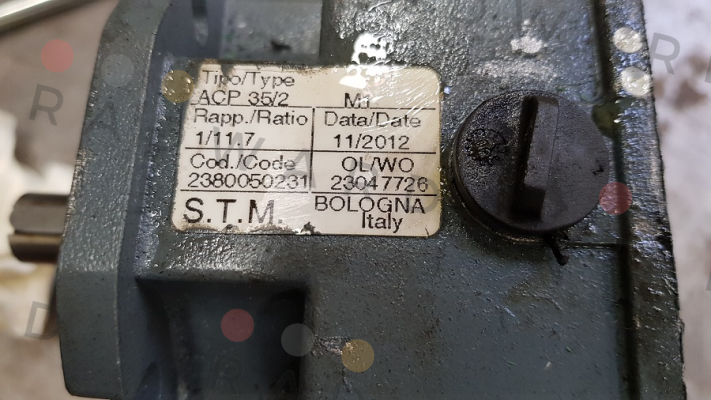 Tipo/Type
ACP 35/2 M1
Rapp./Ratio Data/Date
1/11.7 11/2012
Cod./Code OL/WO
2380050231 23047726
S.T.M. BOLOGNA
Italy